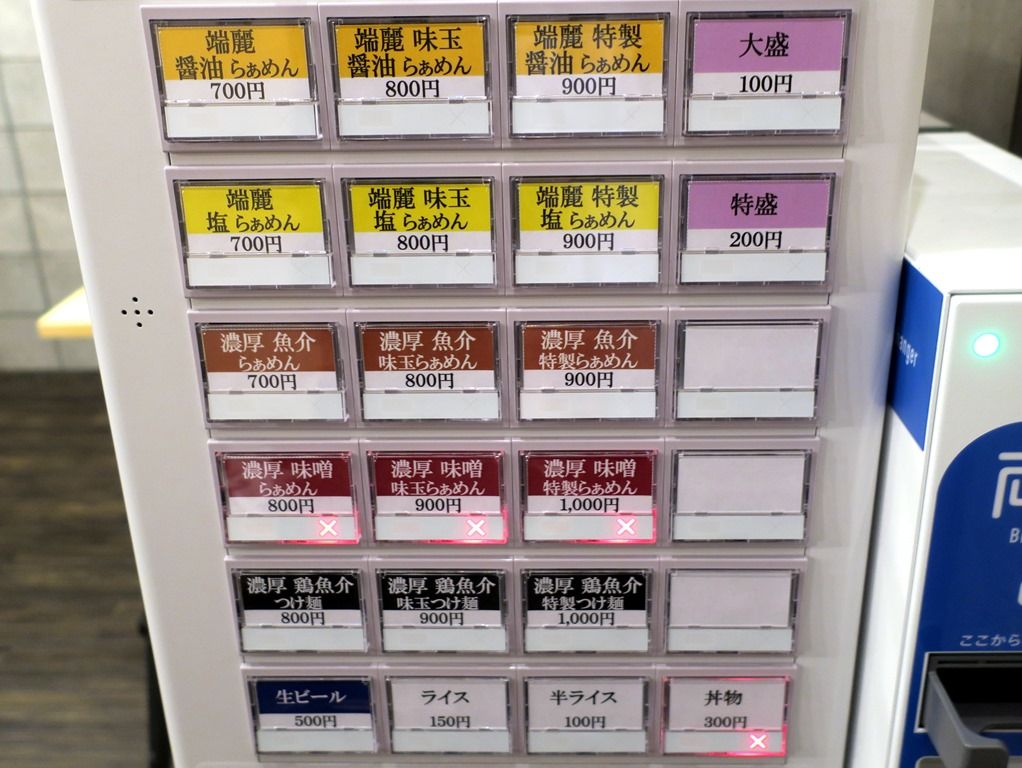 端麗
醤油らぁめん
700円
端麗 味玉
醤油らぁめん
800円
端麗 特製
醤油らぁめん
900円
大盛
100円
端麗
塩らぁめん
700円
端麗 味玉
塩らぁめん
800円
端麗 特製
塩らぁめん
900円
特盛
200円
濃厚 魚介
らぁめん
700円
濃厚 魚介
味玉らぁめん
800円
濃厚 魚介
特製らぁめん
900円
濃厚 味噌
らぁめん
800円
濃厚 味噌
味玉らぁめん
900円
濃厚 味噌
特製らぁめん
1,000円
濃厚 鶏魚介
つけ麺
800円
濃厚 鶏魚介
味玉つけ麺
900円
濃厚 鶏魚介
特製つけ麺
1,000円
生ビール
500円
ライス
150円
半ライス
100円
丼物
300円
anger
両
ここから